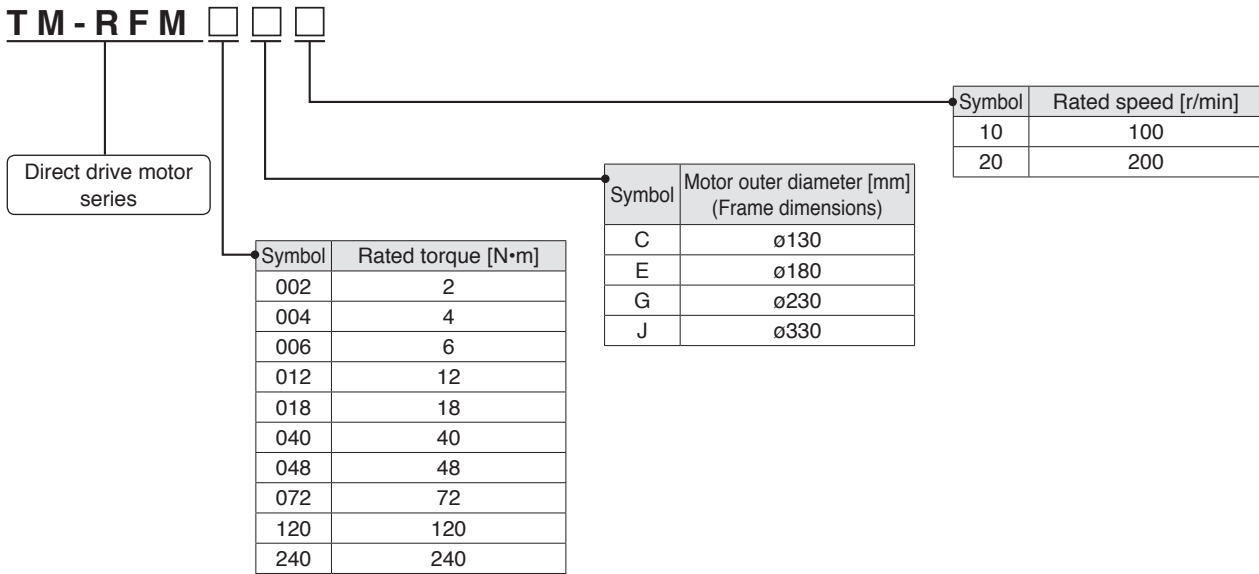 TM-RFM □ □ □
Direct drive motor
series
Symbol Rated torque [N•m]
002 2
004 4
006 6
012 12
018 18
040 40
048 48
072 72
120 120
240 240
Symbol Motor outer diameter [mm]
(Frame dimensions)
C ø130
E ø180
G ø230
J ø330
Symbol Rated speed [r/min]
10 100
20 200